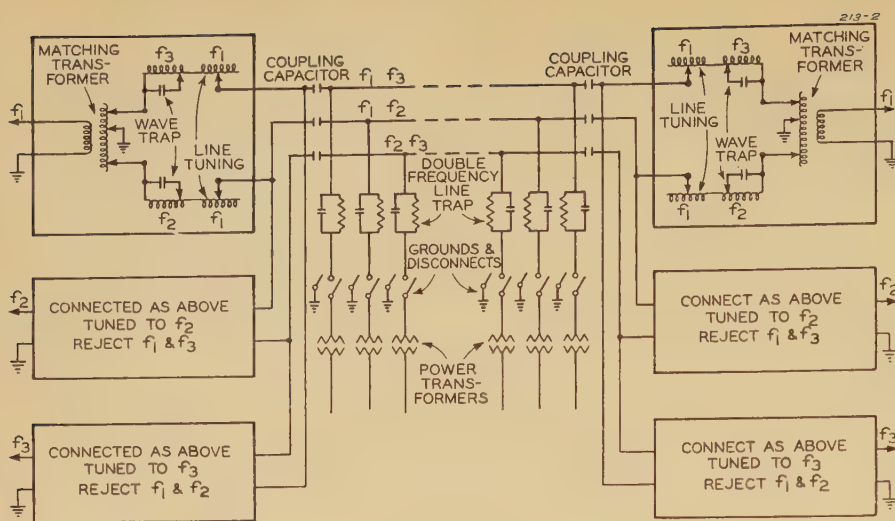 213-2
MATCHING
TRANS-
FORMER
f3
f1
COUPLING
CAPACITOR
f1 f3
f1 f2
f2 f3
f1
WAVE
TRAP
LINE
TUNING
f2
f1
DOUBLE
FREQUENCY
LINE
TRAP
GROUNDS &
DISCONNECTS
POWER
TRANS-
FORMERS
COUPLING
CAPACITOR
f1
f3
MATCHING
TRANS-
FORMER
f1
LINE
TUNING
WAVE
TRAP
f1
f2
f2
CONNECTED AS ABOVE
TUNED TO f2
REJECT f1 & f3
f3
CONNECTED AS ABOVE
TUNED TO f3
REJECT f1 & f2
CONNECT AS ABOVE
TUNED TO f2
REJECT f1 & f3
f2
CONNECT AS ABOVE
TUNED TO f3
REJECT f1 & f2
f3